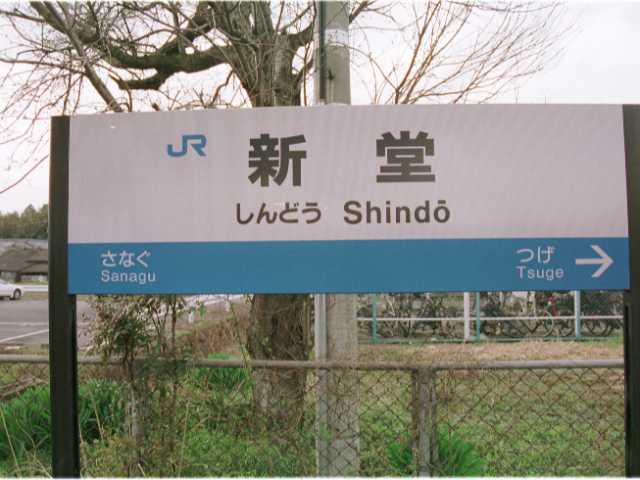 JR 新堂
しんどう Shindō
さなぐ つげ
Sanagu Tsuge →